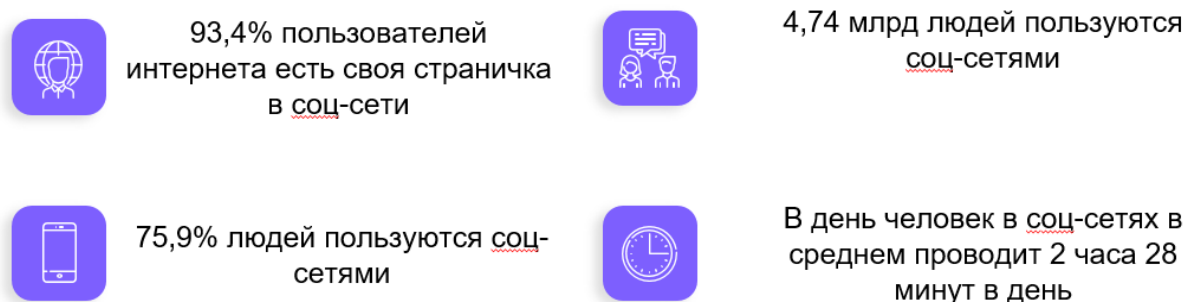 93,4% пользователей
интернета есть своя страничка
в соц-сети
4,74 млрд людей пользуются
соц-сетями
75,9% людей пользуются соц-
сетями
В день человек в соц-сетях в
среднем проводит 2 часа 28
минут в день